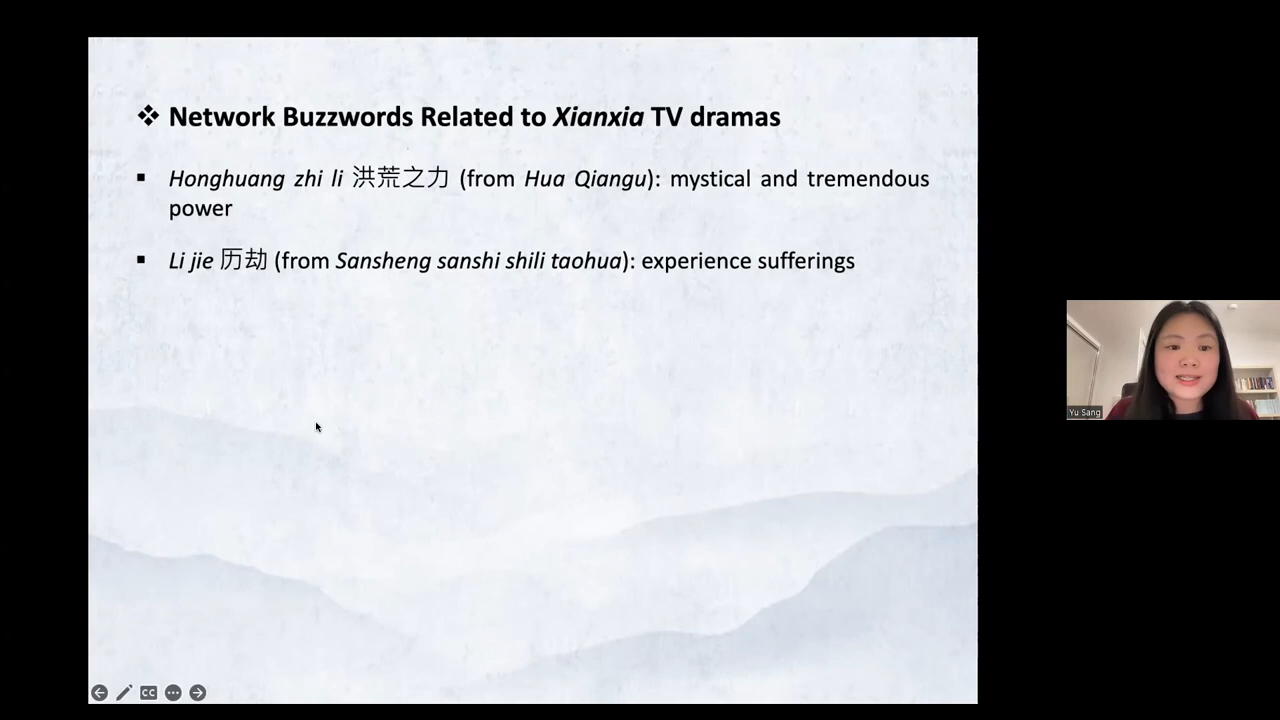 ❖ Network Buzzwords Related to Xianxia TV dramas
▪ Honghuang zhi li 洪荒之力 (from Hua Qiangu): mystical and tremendous
power
▪ Li jie 历劫 (from Sansheng sanshi shili taohua): experience sufferings
Yu Sang
CC